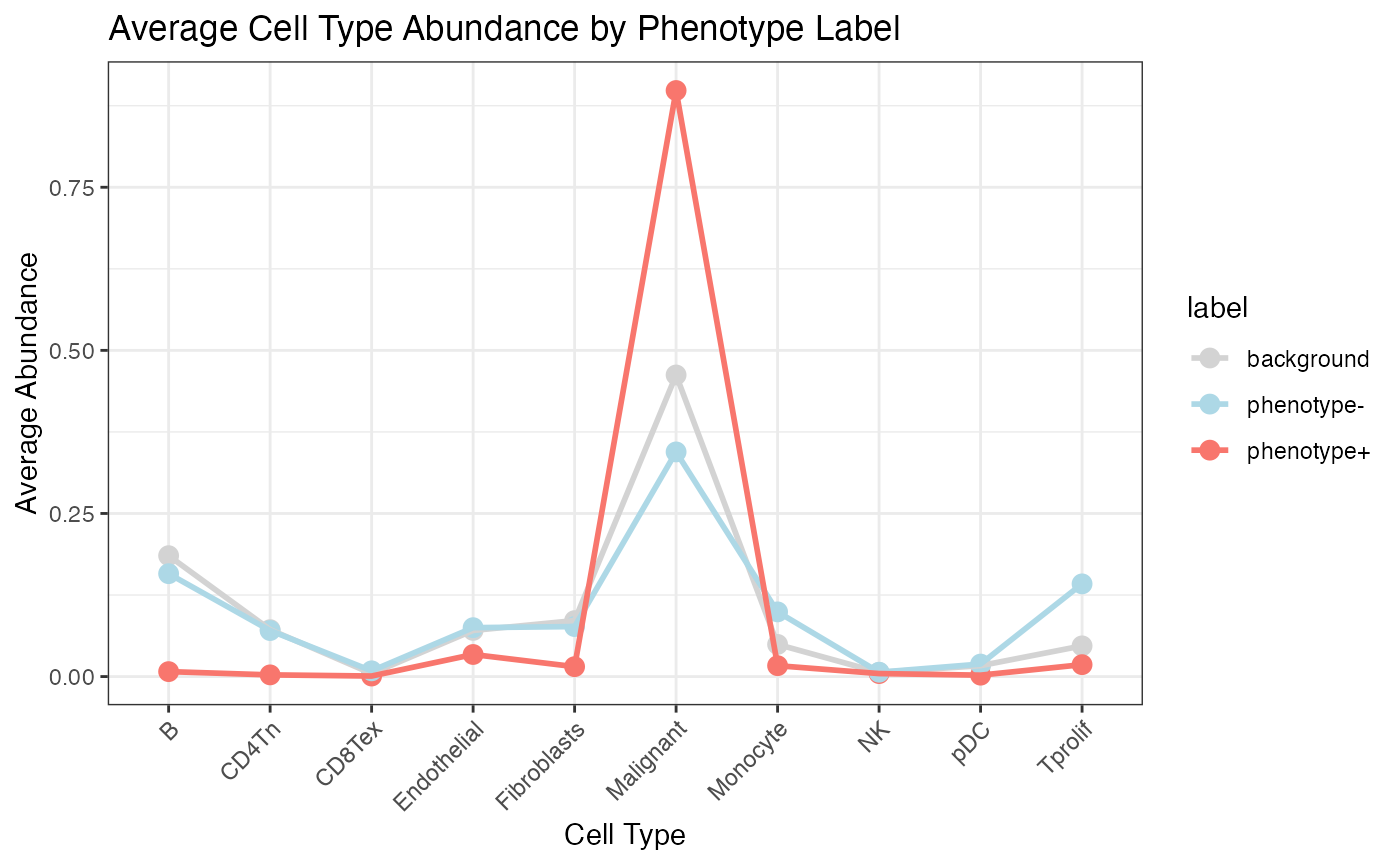 Average Cell Type Abundance by Phenotype Label
Average Abundance
0.75
0.50
0.25
0.00
B
CD4Tn
CD8Tex
Endothelial
Fibroblasts
Malignant
Monocyte
NK
pDC
Tprolif
Cell Type
label
background
phenotype-
phenotype+